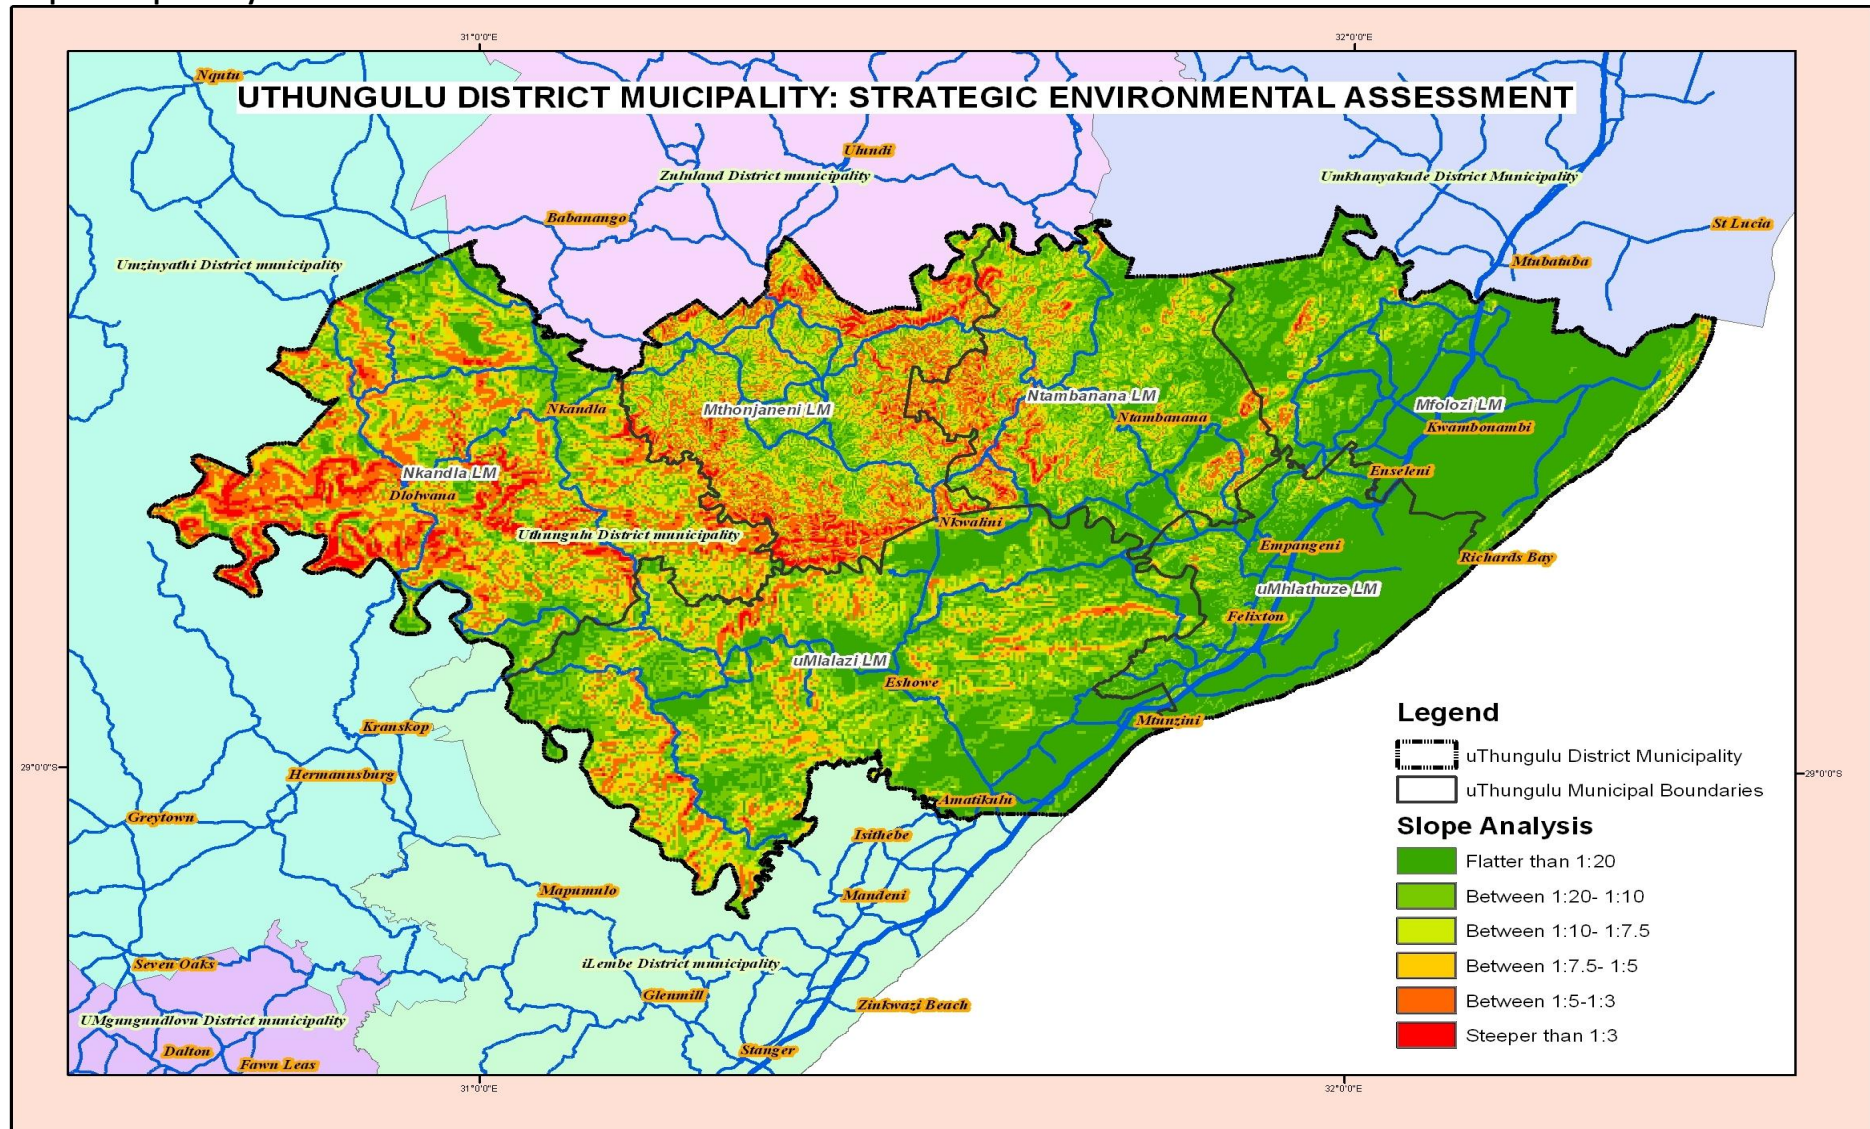 31°0'0"E
32°0'0"E
Nqutu
UTHUNGULU DISTRICT MUICIPALITY: STRATEGIC ENVIRONMENTAL ASSESSMENT
Ulundi
Zululand District municipality
Umkhanyakude District Municipality
Babanango
St Lucia
Umzinyathi District municipality
Mtubatuba
Nkandla
Mthonjaneni LM
Ntambanana LM
Ntambanana
Mfolozi LM
Kwambonambi
Nkandla LM
Dlolwana
Enseleni
Uthungulu District municipality
Nkwalini
Empangeni
Richards Bay
uMhlathuze LM
Felixton
uMlalazi LM
Eshowe
Kranskop
Mtunzini
Legend
uThungulu District Municipality
29°0'0"S
29°0'0"S
Hermannsburg
uThungulu Municipal Boundaries
Greytown
Amatikulu
Isithebe
Slope Analysis
Flatter than 1:20
Mapumulo
Mandeni
Between 1:20- 1:10
Between 1:10- 1:7.5
Seven Oaks
iLembe District municipality
Between 1:7.5- 1:5
Glenmill
Zinkwazi Beach
Between 1:5-1:3
UMgungundlovu District municipality
Steeper than 1:3
Dalton
Stanger
Fawn Leas
31°0'0"E
32°0'0"E